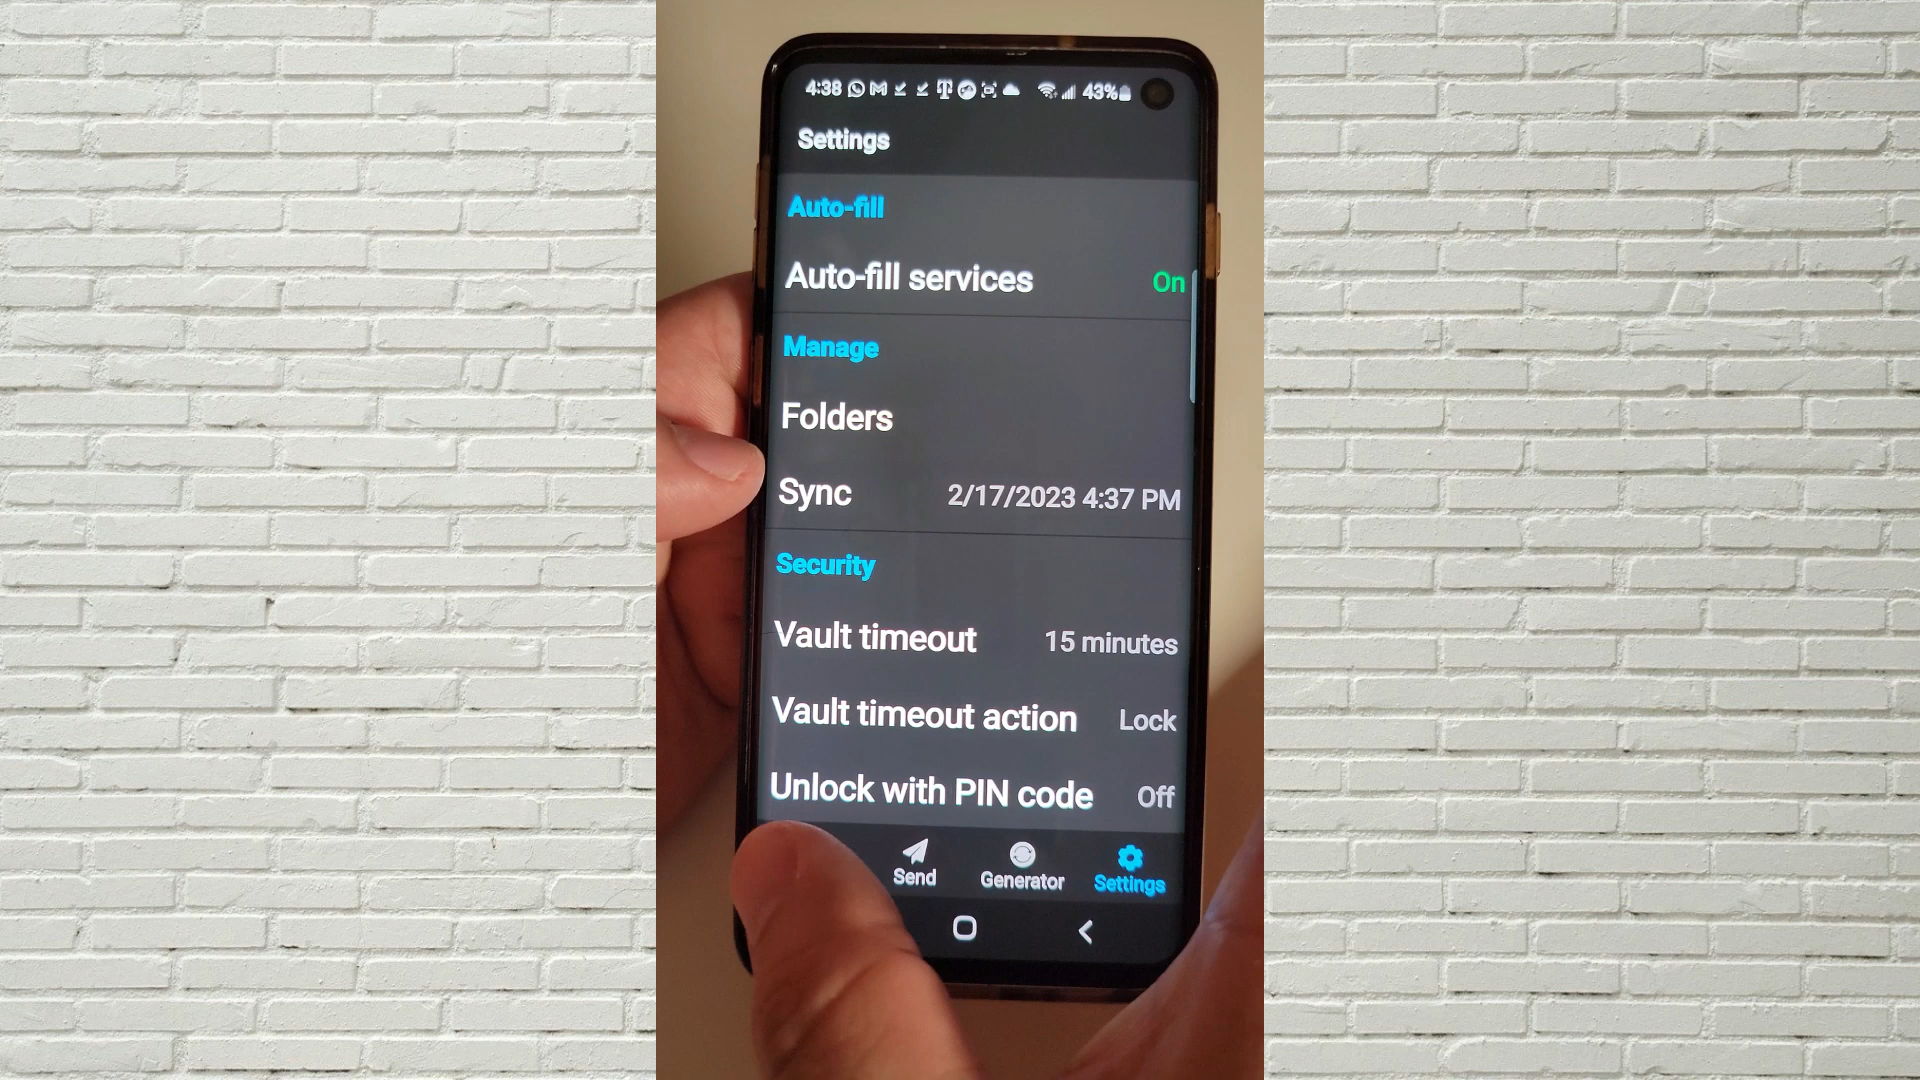 4:38 43%
Settings
Auto-fill
Auto-fill services On
Manage
Folders
Sync 2/17/2023 4:37 PM
Security
Vault timeout 15 minutes
Vault timeout action Lock
Unlock with PIN code Off
Send Generator Settings